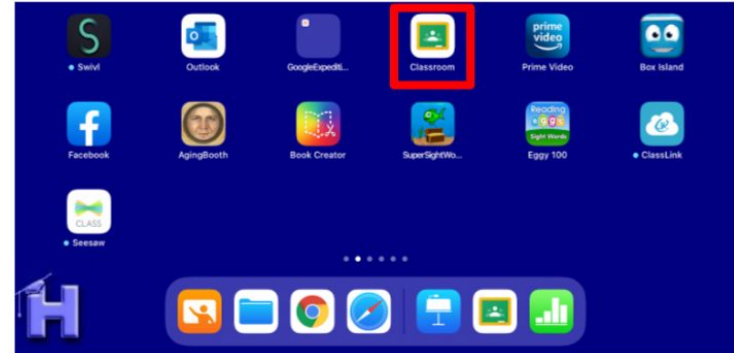 prime
video
Swivl
Outlook
GoogleExpediti...
Classroom
Prime Video
Box Island
Reading
eggs
Sight Words
Facebook
AgingBooth
Book Creator
SuperSightWo...
Eggy 100
ClassLink
CLASS
Seesaw
H